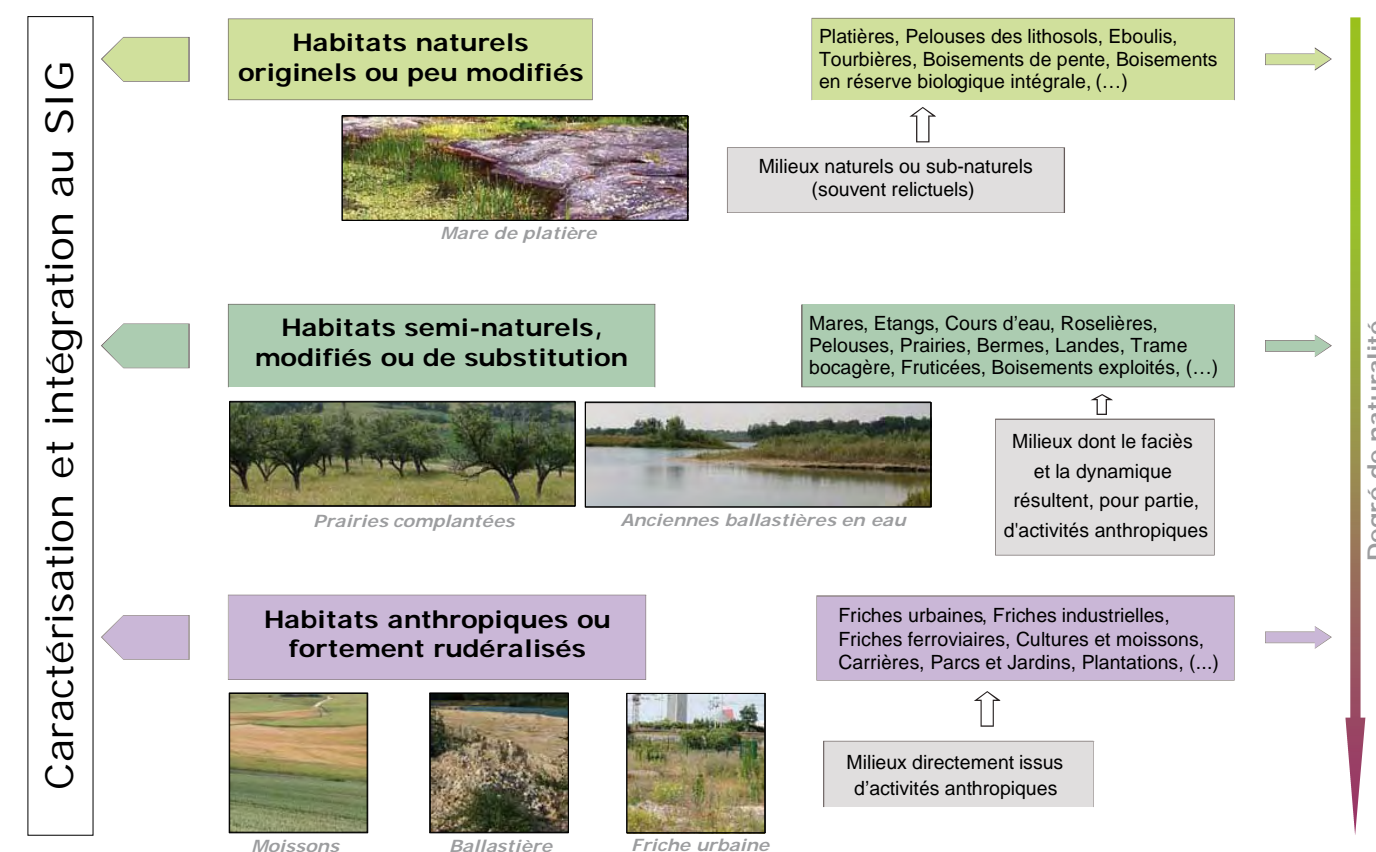 Caractérisation et intégration au SIG
Habitats naturels
originels ou peu modifiés
Platières, Pelouses des lithosols, Eboulis,
Tourbières, Boisements de pente, Boisements
en réserve biologique intégrale, (…)
Milieux naturels ou sub-naturels
(souvent relictuels)
Mare de platière
Habitats semi-naturels,
modifiés ou de substitution
Mares, Etangs, Cours d'eau, Roselières,
Pelouses, Prairies, Bermes, Landes, Trame
bocagère, Fruticées, Boisements exploités, (…)
Milieux dont le faciès
et la dynamique
résultent, pour partie,
d'activités anthropiques
Prairies complantées
Anciennes ballastières en eau
Habitats anthropiques ou
fortement rudéralisés
Friches urbaines, Friches industrielles,
Friches ferroviaires, Cultures et moissons,
Carrières, Parcs et Jardins, Plantations, (...)
Milieux directement issus
d'activités anthropiques
Moissons
Ballastière
Friche urbaine
Degré de naturalité